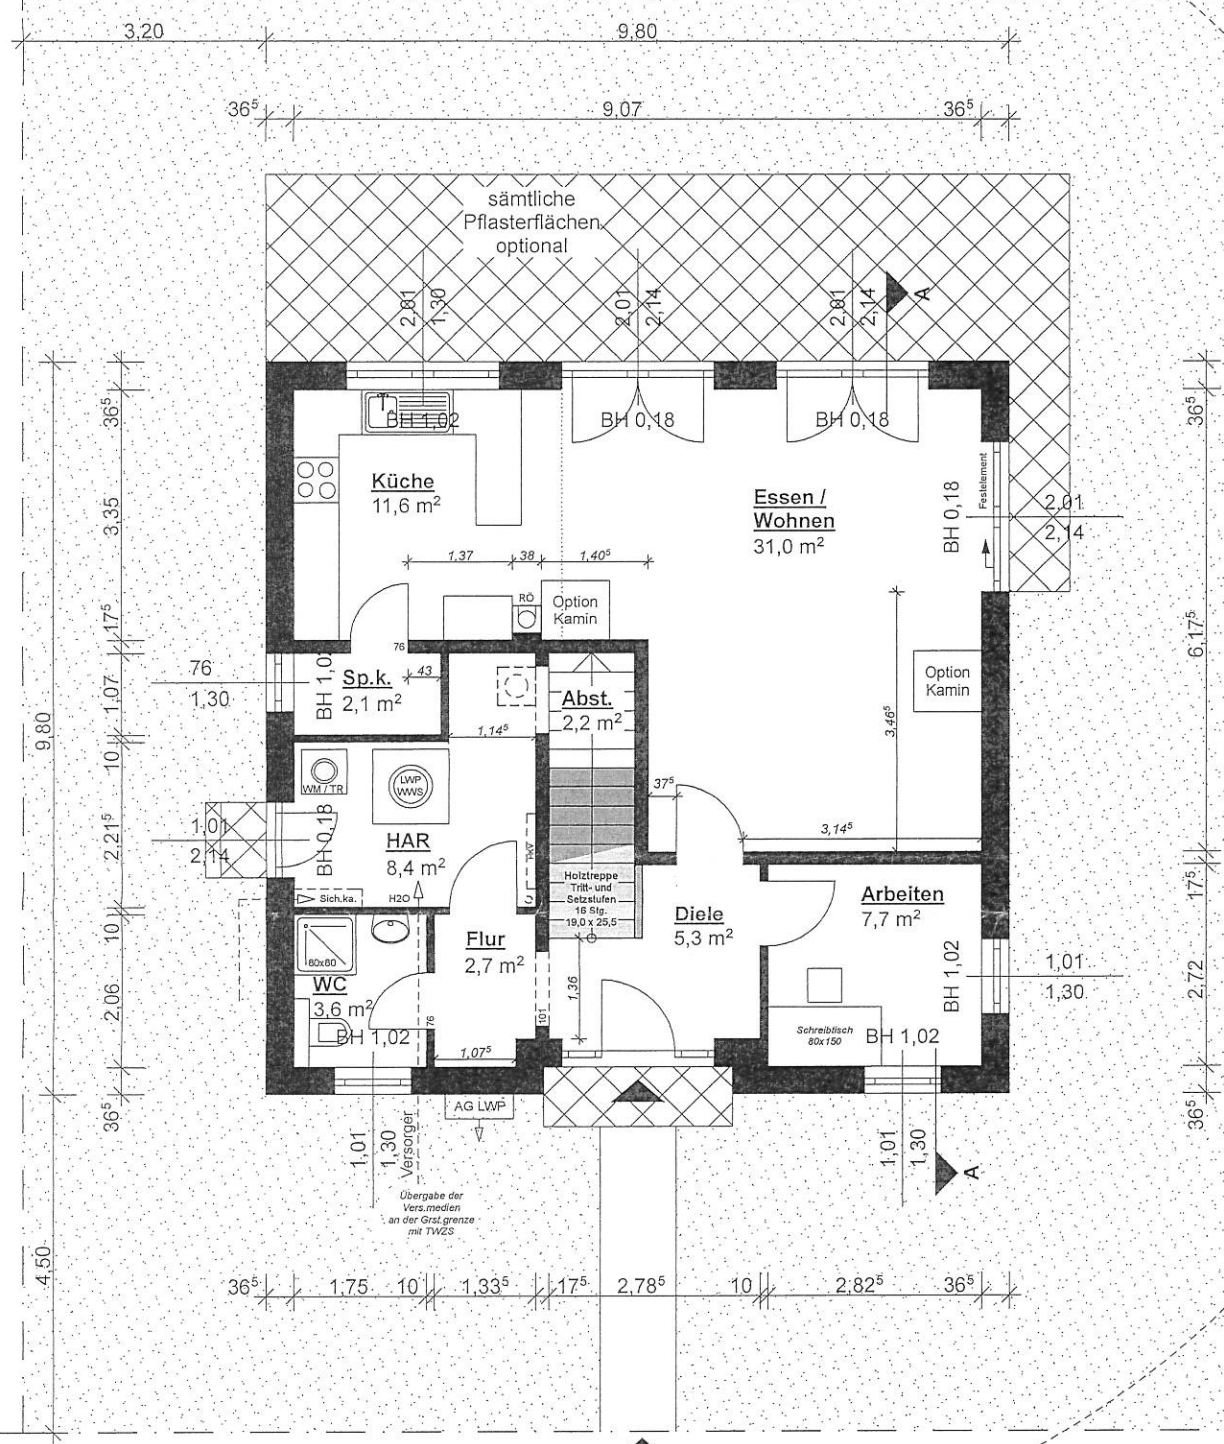 3,20
9,80
36⁵
9,07
36⁵
sämtliche
Pflasterflächen
optional
2,01
1,30
2,01
2,14
2,01
2,14
A
BH 1,02
BH 0,18
BH 0,18
36⁵
36⁵
Küche
11,6 m²
Essen /
Wohnen
31,0 m²
BH 0,18
Festelement
2,01
2,14
3,35
1,37
38
1,40⁵
RÖ
Option
Kamin
17⁵
76
6,17⁵
76
1,30
BH 1,02
Sp.k.
2,1 m²
43
Abst.
2,2 m²
Option
Kamin
1,07
9,80
1,14⁵
3,46⁵
10
WM / TR
LWP
WWS
37⁵
1,01
2,14
BH 0,18
HAR
8,4 m²
2,21⁵
3,14⁵
Sich.ka.
H2O
Holztreppe
Tritt- und
Setzstufen
16 Stg.
19,0 x 25,5
Diele
5,3 m²
Arbeiten
7,7 m²
17⁵
10
80x80
WC
3,6 m²
Flur
2,7 m²
BH 1,02
1,01
1,30
2,06
1,36
2,72
76
101
BH 1,02
Schreibtisch
80x150
BH 1,02
1,07⁵
36⁵
AG LWP
36⁵
1,01
1,30
Versorger
1,01
1,30
A
Übergabe der
Vers.medien
an der Grst.grenze
mit TWZS
4,50
36⁵
1,75
10
1,33⁵
17⁵
2,78⁵
10
2,82⁵
36⁵